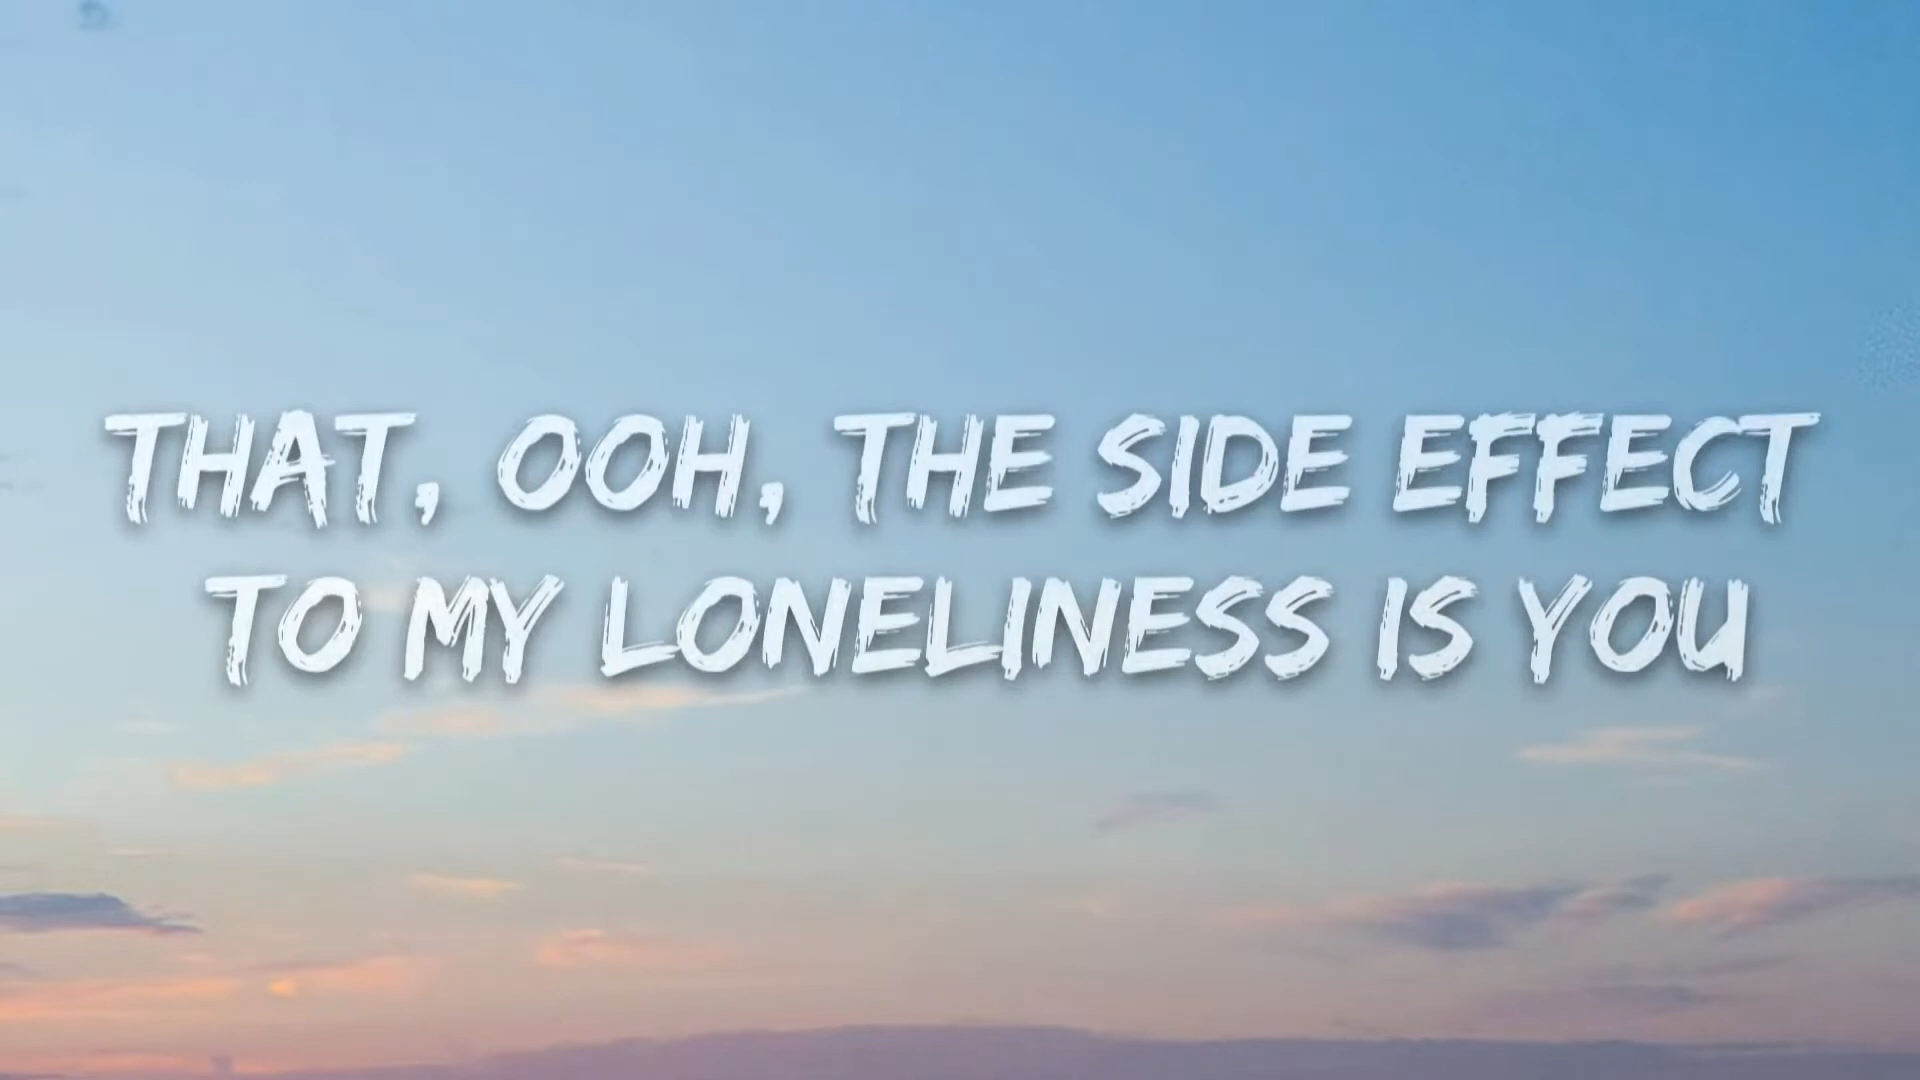 THAT, OOH, THE SIDE EFFECT
TO MY LONELINESS IS YOU